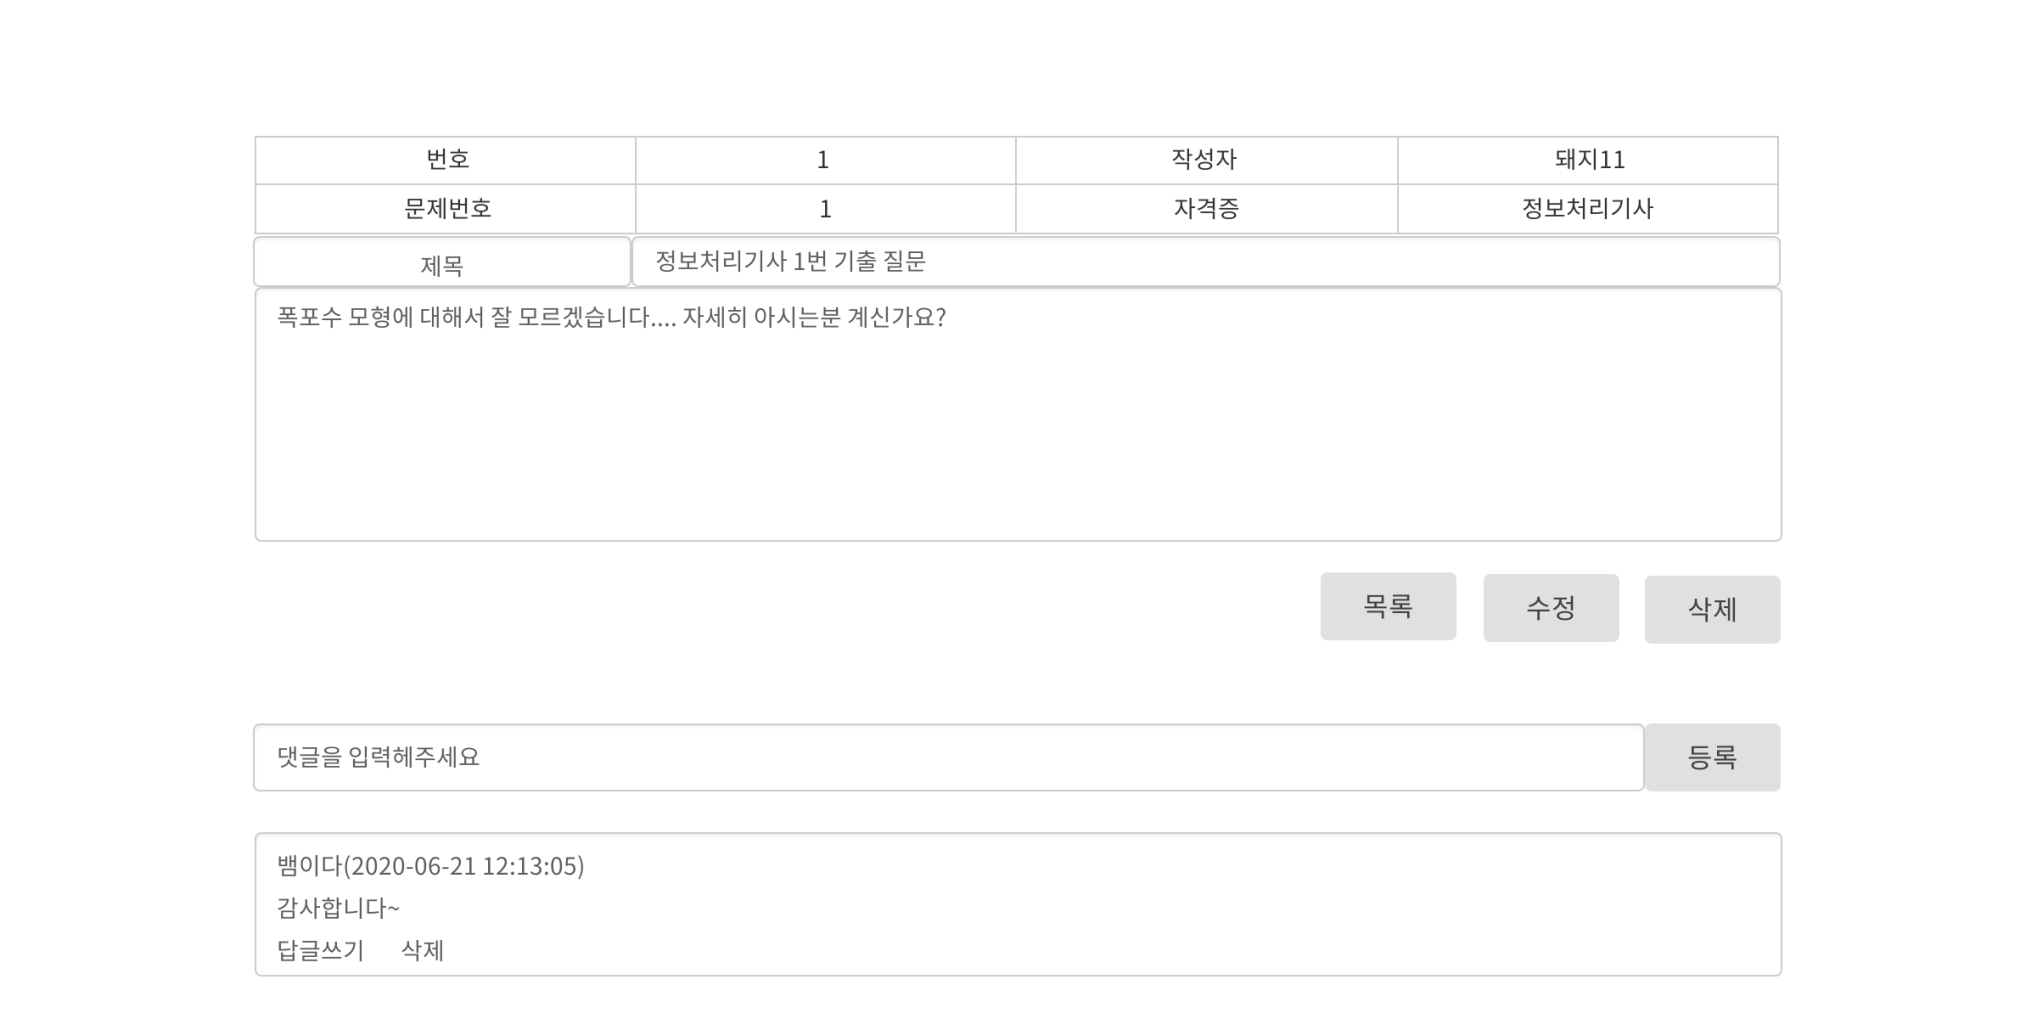 번호 1 작성자 돼지11
문제번호 1 자격증 정보처리기사
제목 정보처리기사 1번 기출 질문
폭포수 모형에 대해서 잘 모르겠습니다.... 자세히 아시는분 계신가요?
목록 수정 삭제
댓글을 입력헤주세요 등록
뱀이다(2020-06-21 12:13:05)
감사합니다~
답글쓰기 삭제